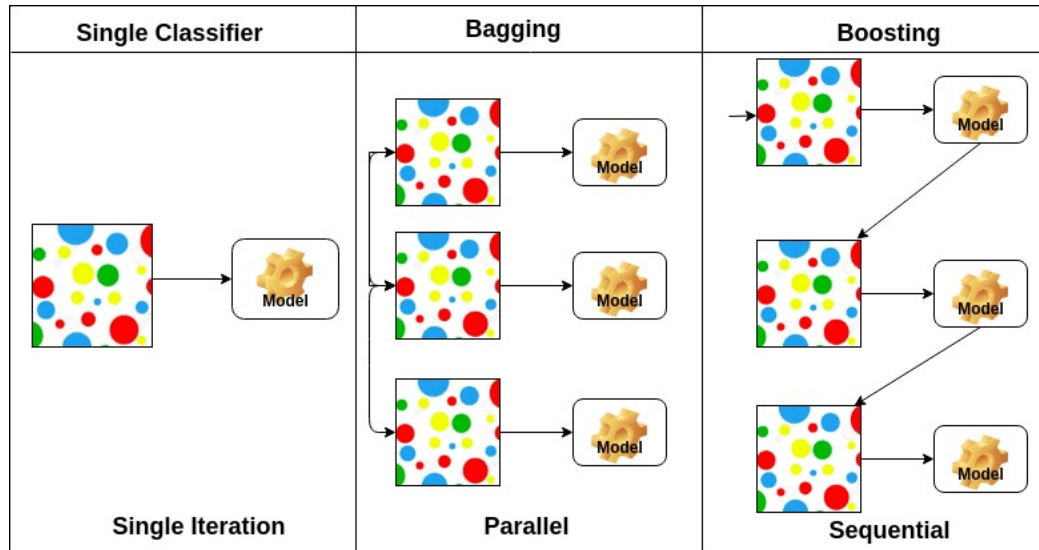 Single Classifier
Model
Single Iteration
Bagging
Model
Model
Model
Parallel
Boosting
Model
Model
Model
Sequential